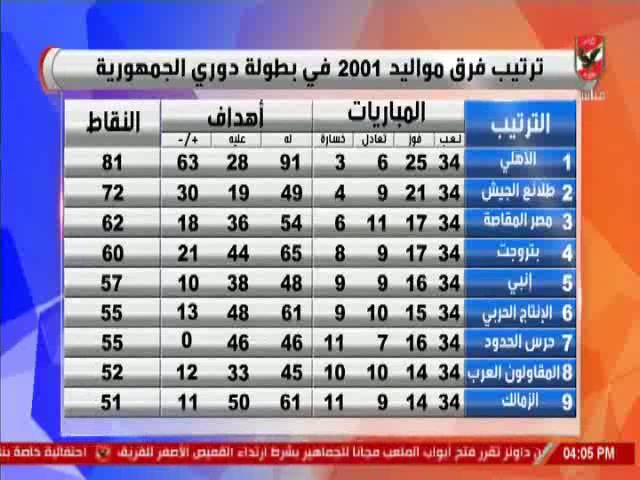 ترتيب فرق مواليد 2001 في بطولة دوري الجمهورية
الترتيب المباريات أهداف النقاط
لعب فوز تعادل خسارة له عليه +/-
1 الأهلي 34 25 6 3 91 28 63 81
2 طلائع الجيش 34 21 9 4 49 19 30 72
3 مصر المقاصة 34 17 11 6 54 36 18 62
4 بتروجت 34 17 9 8 65 44 21 60
5 إنبي 34 16 9 9 48 38 10 57
6 الإنتاج الحربي 34 15 10 9 61 48 13 55
7 حرس الحدود 34 16 7 11 46 46 0 55
8 المقاولون العرب 34 14 10 10 45 33 12 52
9 الزمالك 34 14 9 11 61 50 11 51
ن داونز تقرر فتح أبواب الملعب مجانا للجماهير بشرط ارتداء القميص الأصفر للفريق احتفالية خاصة بنا
04:05 PM